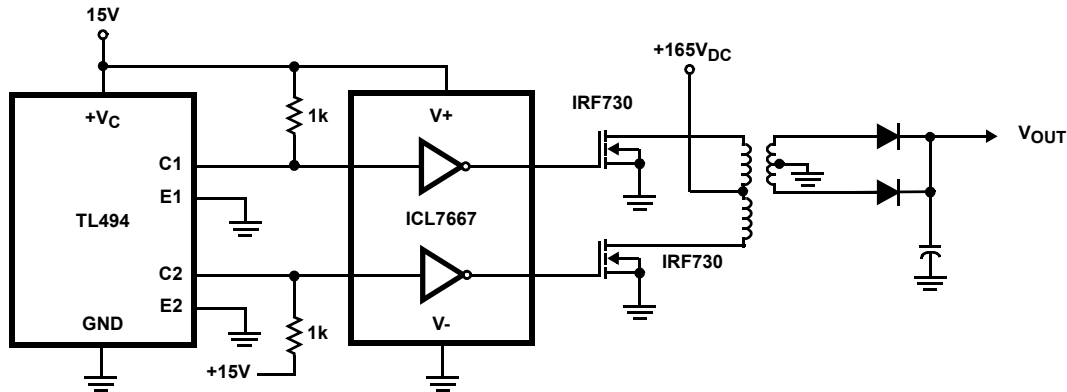 15V
+165VDC
+VC
1k
V+
IRF730
VOUT
C1
E1
TL494
ICL7667
C2
IRF730
E2
GND
1k
V-
+15V